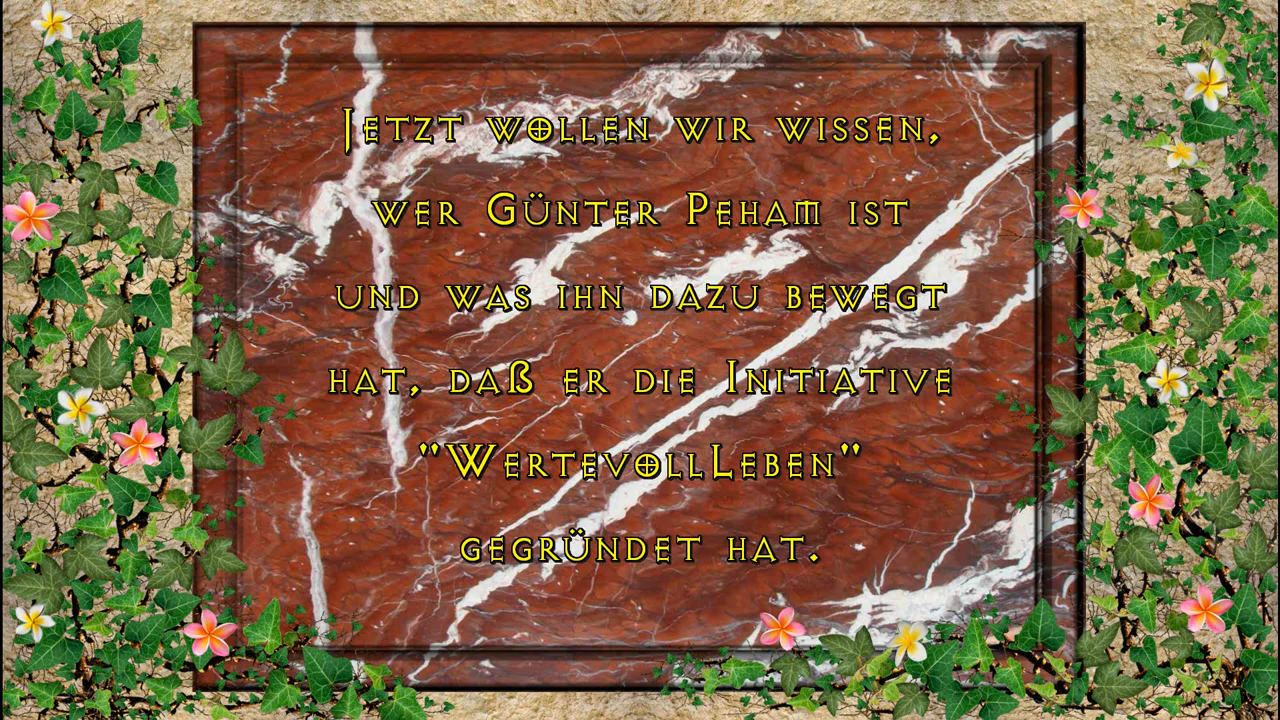 Jetzt wollen wir wissen,
wer Günter Peham ist
und was ihn dazu bewegt
hat, daß er die Initiative
"WertevollLeben"
gegründet hat.